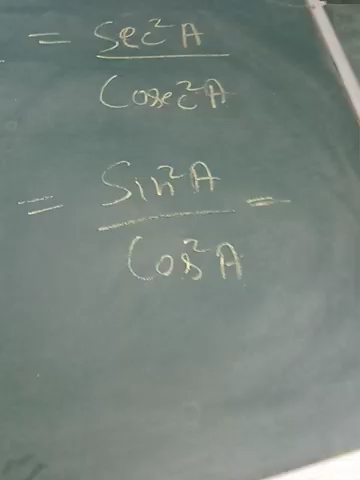 = Sec²A
Cosec²A
= Sin²A =
Cos²A